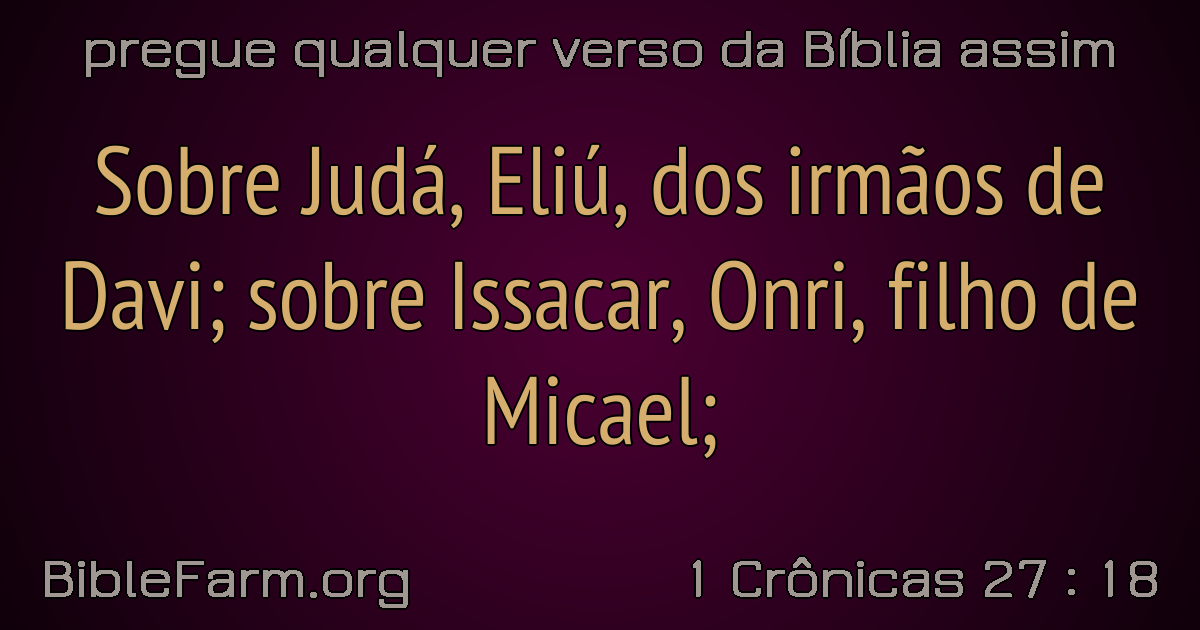 pregue qualquer verso da Bíblia assim
Sobre Judá, Eliú, dos irmãos de
Davi; sobre Issacar, Onri, filho de
Micael;
BibleFarm.org
1 Crônicas 27 : 18